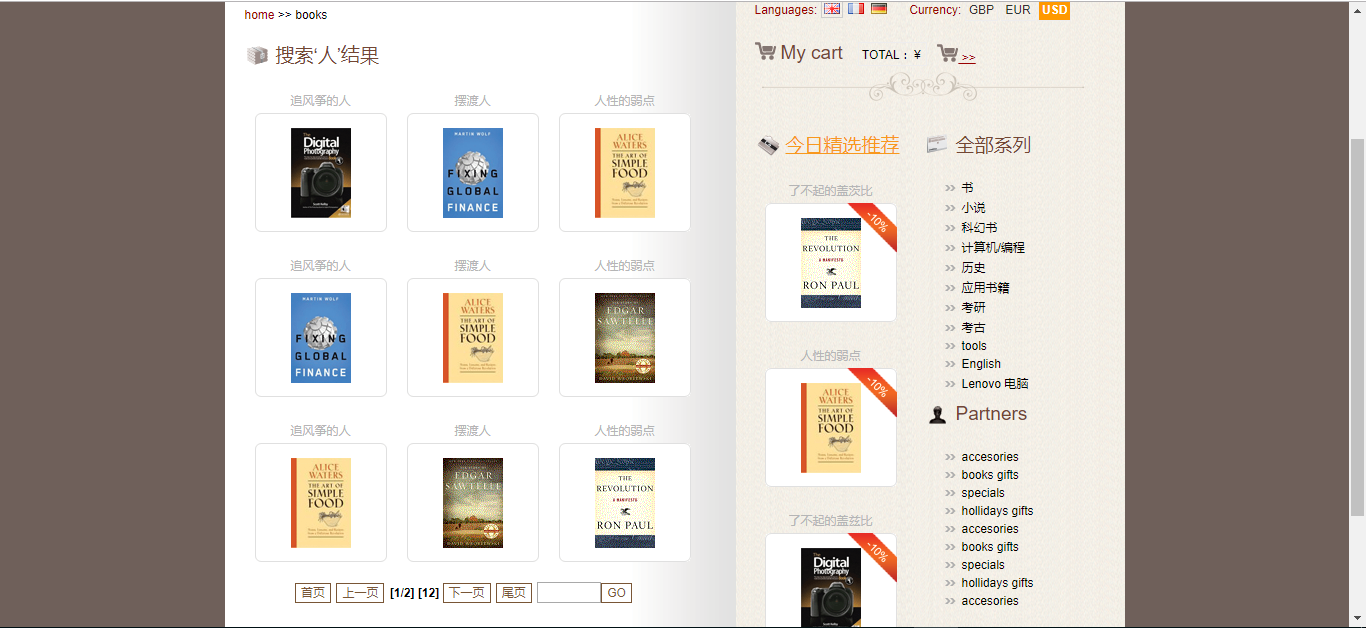 home >> books
搜索‘人’结果
追风筝的人
摆渡人
人性的弱点
The
Digital
Photography
Book
Scott Kelby
MARTIN WOLF
FIXING
GLOBAL
FINANCE
ALICE
WATERS
THE ART OF
SIMPLE
FOOD
追风筝的人
摆渡人
人性的弱点
MARTIN WOLF
FIXING
GLOBAL
FINANCE
ALICE
WATERS
THE ART OF
SIMPLE
FOOD
EDGAR
SAWTELLE
DAVID WROBLEWSKI
追风筝的人
摆渡人
人性的弱点
ALICE
WATERS
THE ART OF
SIMPLE
FOOD
EDGAR
SAWTELLE
DAVID WROBLEWSKI
THE
REVOLUTION
A MANIFESTO
RON PAUL
首页 上一页 [1/2] [12] 下一页 尾页 GO
Languages: Currency: GBP EUR USD
My cart TOTAL：¥ >>
今日精选推荐
了不起的盖茨比
-10%
THE
REVOLUTION
A MANIFESTO
RON PAUL
人性的弱点
-10%
ALICE
WATERS
THE ART OF
SIMPLE
FOOD
了不起的盖兹比
-10%
The
Digital
Photography
Book
全部系列
书
小说
科幻书
计算机/编程
历史
应用书籍
考研
考古
tools
English
Lenovo 电脑
Partners
accesories
books gifts
specials
hollidays gifts
accesories
books gifts
specials
hollidays gifts
accesories